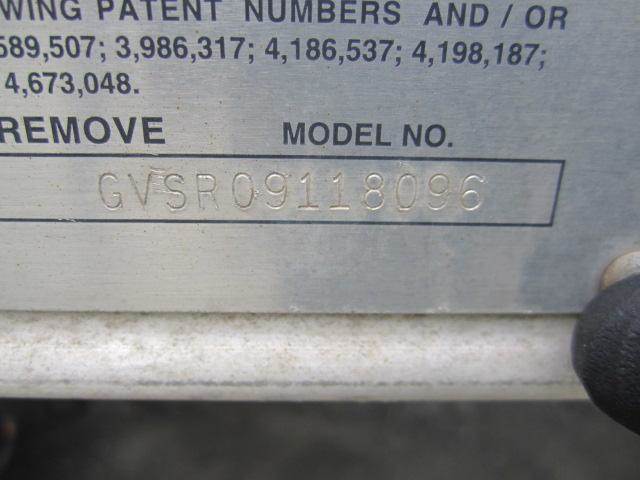 WING PATENT NUMBERS AND / OR
589,507; 3,986,317; 4,186,537; 4,198,187;
4,673,048.
REMOVE MODEL NO.
GVSR09118096